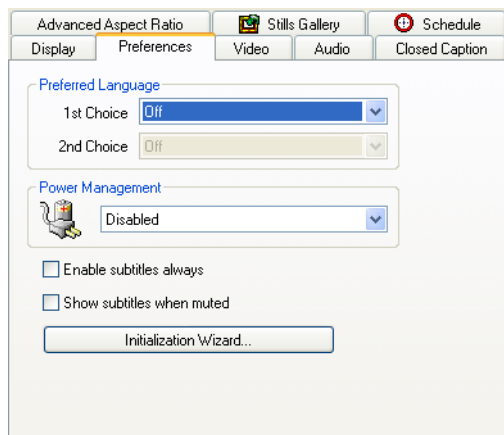 Advanced Aspect Ratio Stills Gallery Schedule
Display Preferences Video Audio Closed Caption
Preferred Language
1st Choice Off
2nd Choice Off
Power Management
Disabled
Enable subtitles always
Show subtitles when muted
Initialization Wizard...